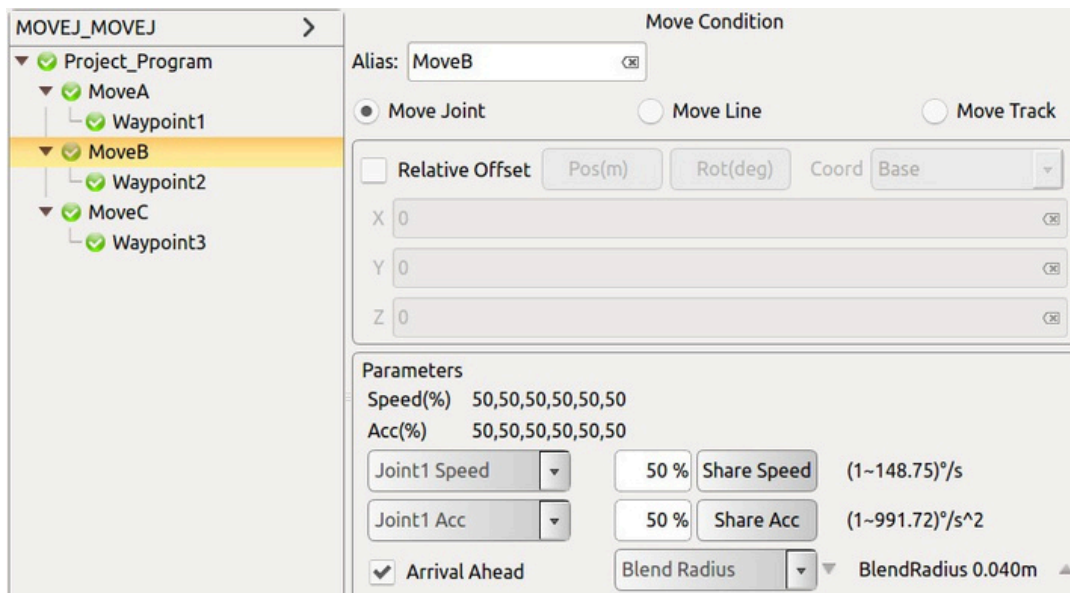 MOVEJ_MOVEJ
Project_Program
MoveA
Waypoint1
MoveB
Waypoint2
MoveC
Waypoint3
Move Condition
Alias: MoveB
Move Joint Move Line Move Track
Relative Offset Pos(m) Rot(deg) Coord Base
X 0
Y 0
Z 0
Parameters
Speed(%) 50,50,50,50,50,50
Acc(%) 50,50,50,50,50,50
Joint1 Speed 50 % Share Speed (1~148.75)°/s
Joint1 Acc 50 % Share Acc (1~991.72)°/s^2
Arrival Ahead Blend Radius BlendRadius 0.040m